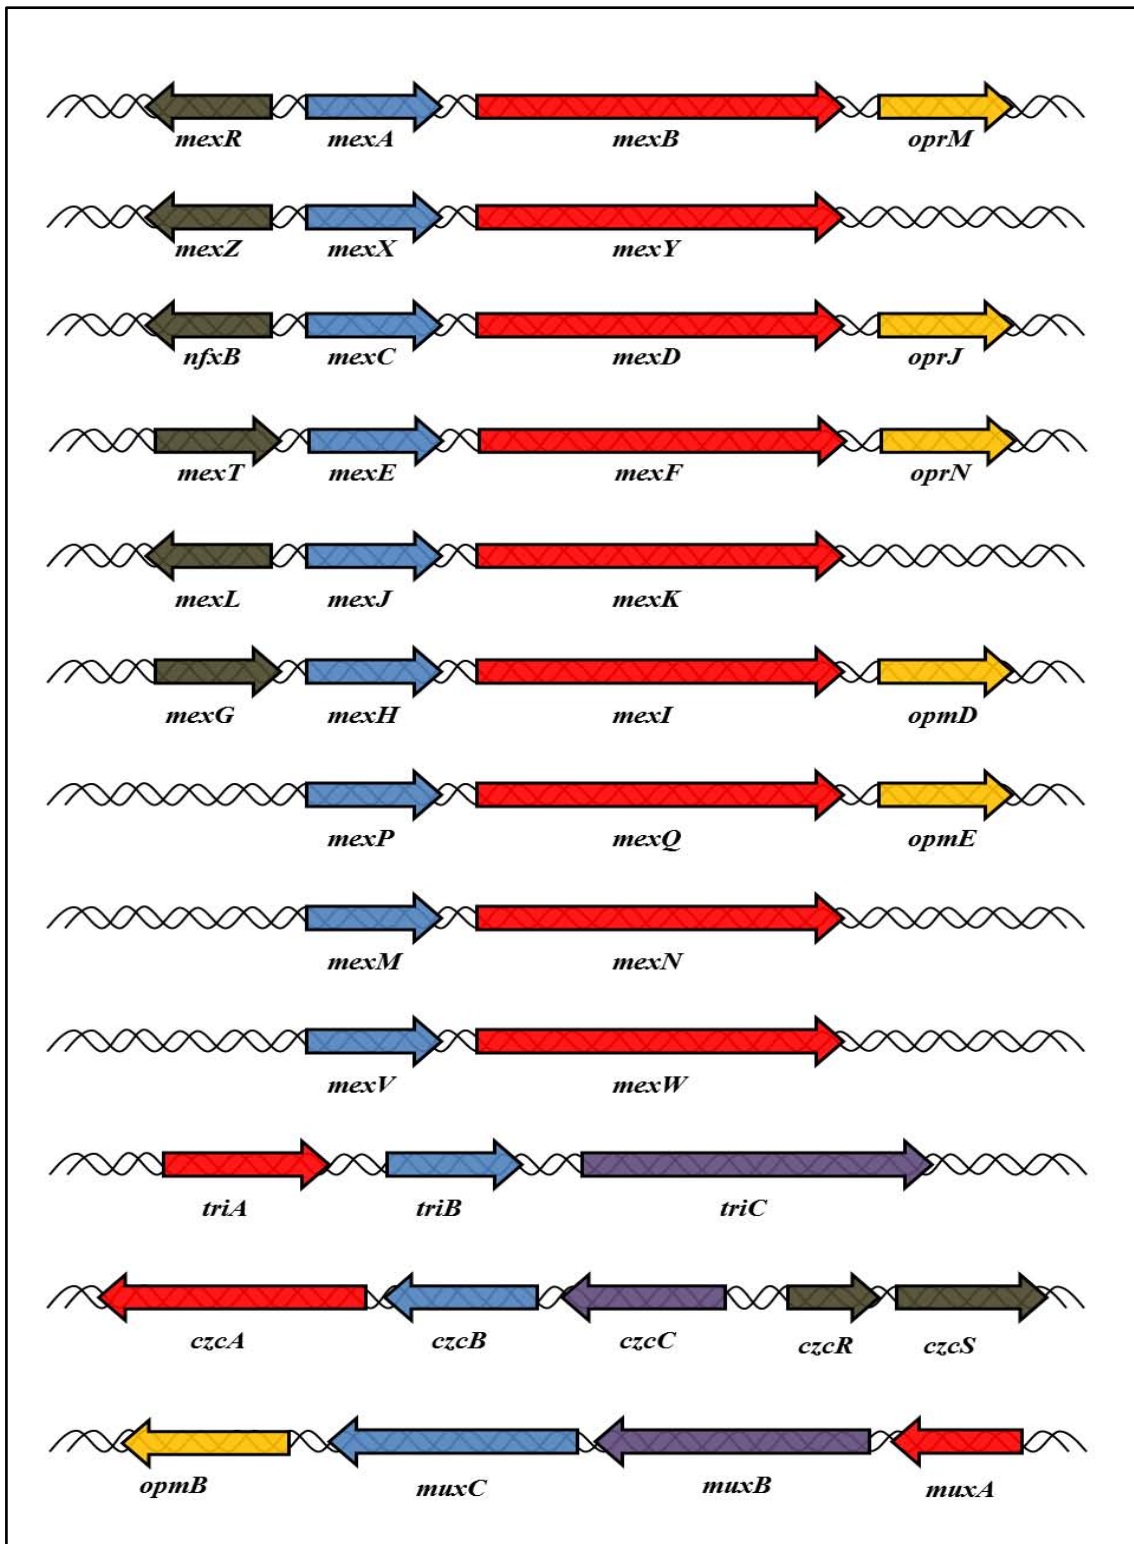 mexR mexA mexB oprM
mexZ mexX mexY
nfxB mexC mexD oprJ
mexT mexE mexF oprN
mexL mexJ mexK
mexG mexH mexI opmD
mexP mexQ opmE
mexM mexN
mexV mexW
triA triB triC
czcA czcB czcC czcR czcS
opmB muxC muxB muxA